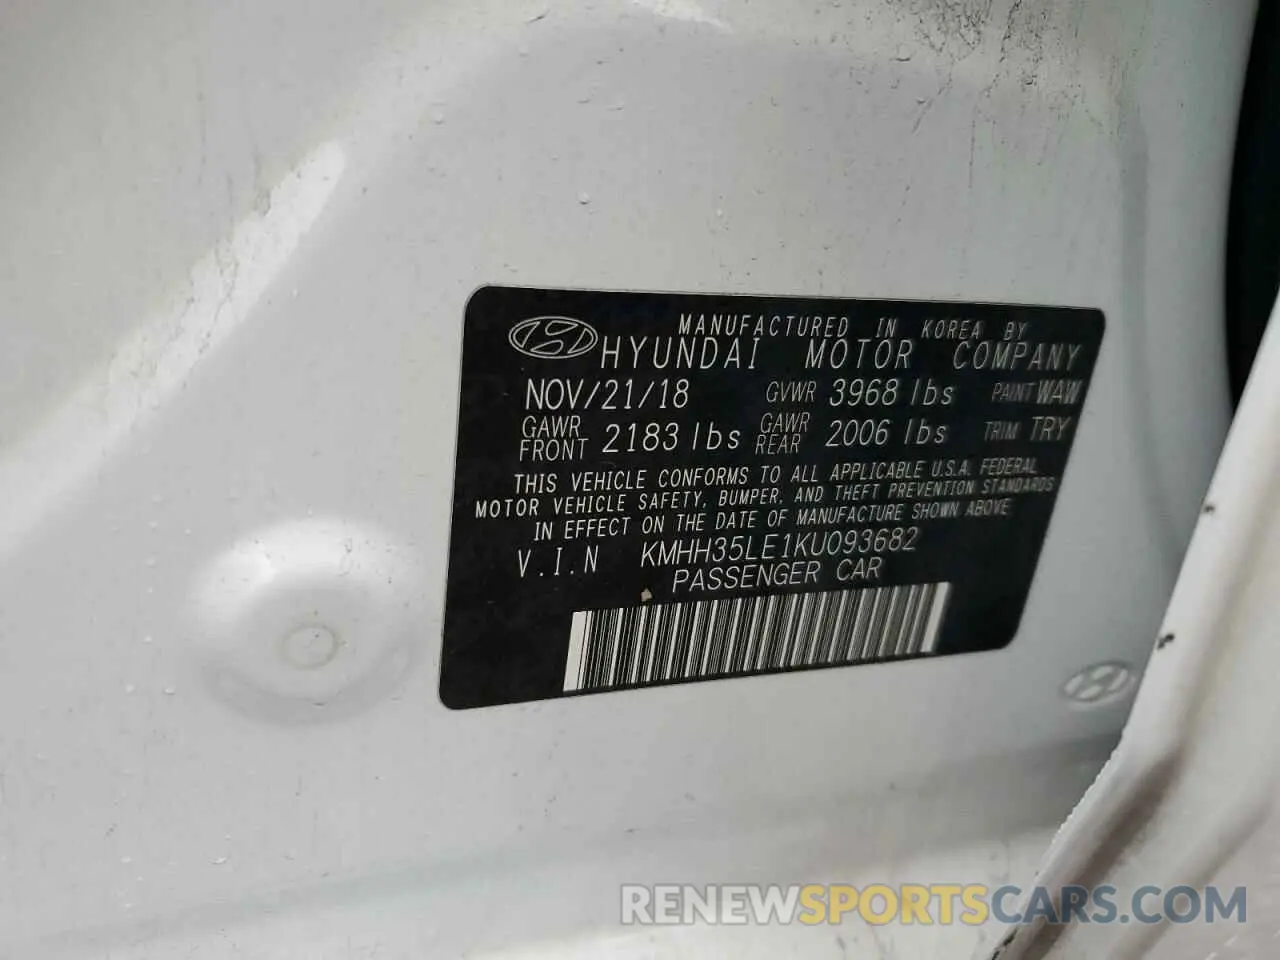 MANUFACTURED IN KOREA BY
HYUNDAI MOTOR COMPANY
NOV/21/18 GVWR 3968 lbs PAINT WAW
GAWR FRONT 2183 lbs GAWR REAR 2006 lbs TRIM TRY
THIS VEHICLE CONFORMS TO ALL APPLICABLE U.S.A. FEDERAL
MOTOR VEHICLE SAFETY, BUMPER, AND THEFT PREVENTION STANDARDS
IN EFFECT ON THE DATE OF MANUFACTURE SHOWN ABOVE.
V.I.N KMHH35LE1KU093682
PASSENGER CAR
RENEWSPORTSCARS.COM